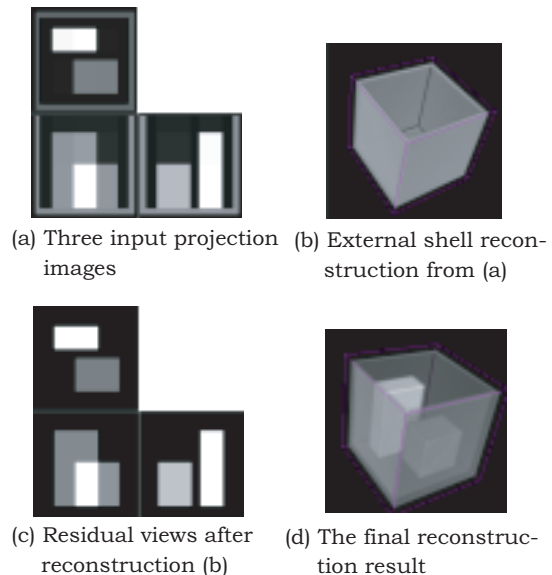 (a) Three input projection
images
(b) External shell recon-
struction from (a)
(c) Residual views after
reconstruction (b)
(d) The final reconstruc-
tion result